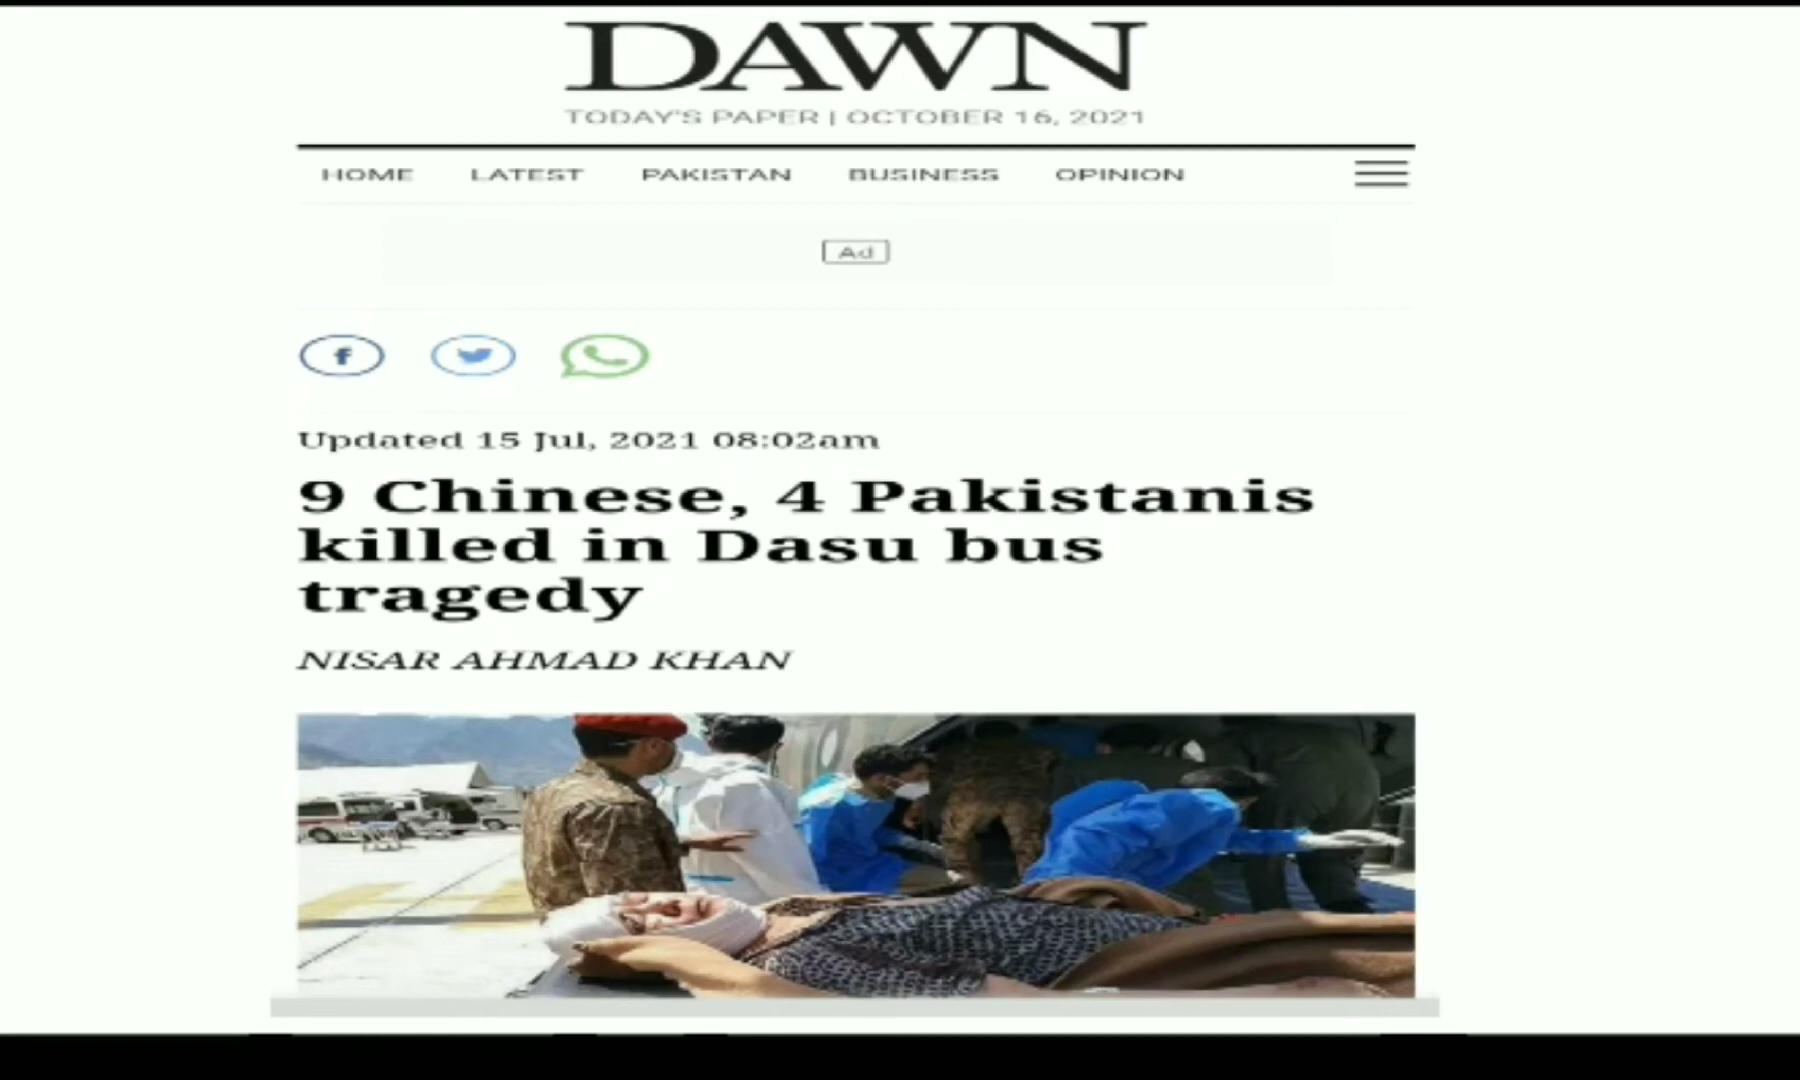 DAWN
TODAY'S PAPER | OCTOBER 16, 2021
HOME LATEST PAKISTAN BUSINESS OPINION
Ad
Updated 15 Jul, 2021 08:02am
9 Chinese, 4 Pakistanis
killed in Dasu bus
tragedy
NISAR AHMAD KHAN